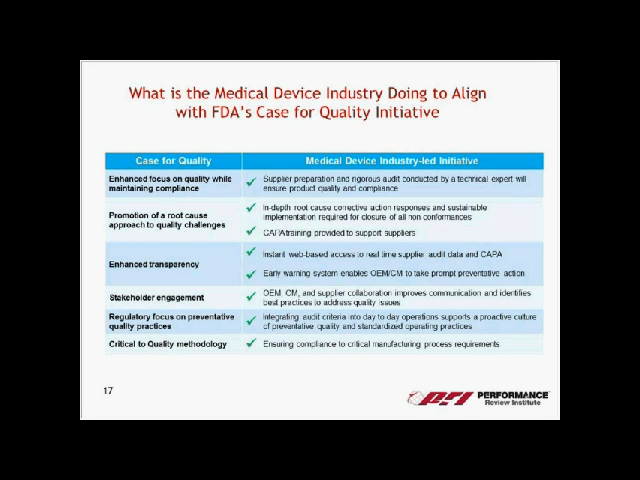 What is the Medical Device Industry Doing to Align
with FDA's Case for Quality Initiative
Case for Quality
Medical Device Industry-led Initiative
Enhanced focus on quality while
maintaining compliance
Supplier preparation and rigorous audit conducted by a technical expert will
ensure product quality and compliance
Promotion of a root cause
approach to quality challenges
In-depth root cause corrective action responses and sustainable
implementation required for closure of all non conformances
CAPA training provided to support suppliers
Enhanced transparency
Instant web-based access to real time supplier audit data and CAPA
Early warning system enables OEM/CM to take prompt preventative action
Stakeholder engagement
OEM, CM, and supplier collaboration improves communication and identifies
best practices to address quality issues
Regulatory focus on preventative
quality practices
Integrating audit criteria into day to day operations supports a proactive culture
of preventative quality and standardized operating practices
Critical to Quality methodology
Ensuring compliance to critical manufacturing process requirements
17
PRI PERFORMANCE
Review Institute